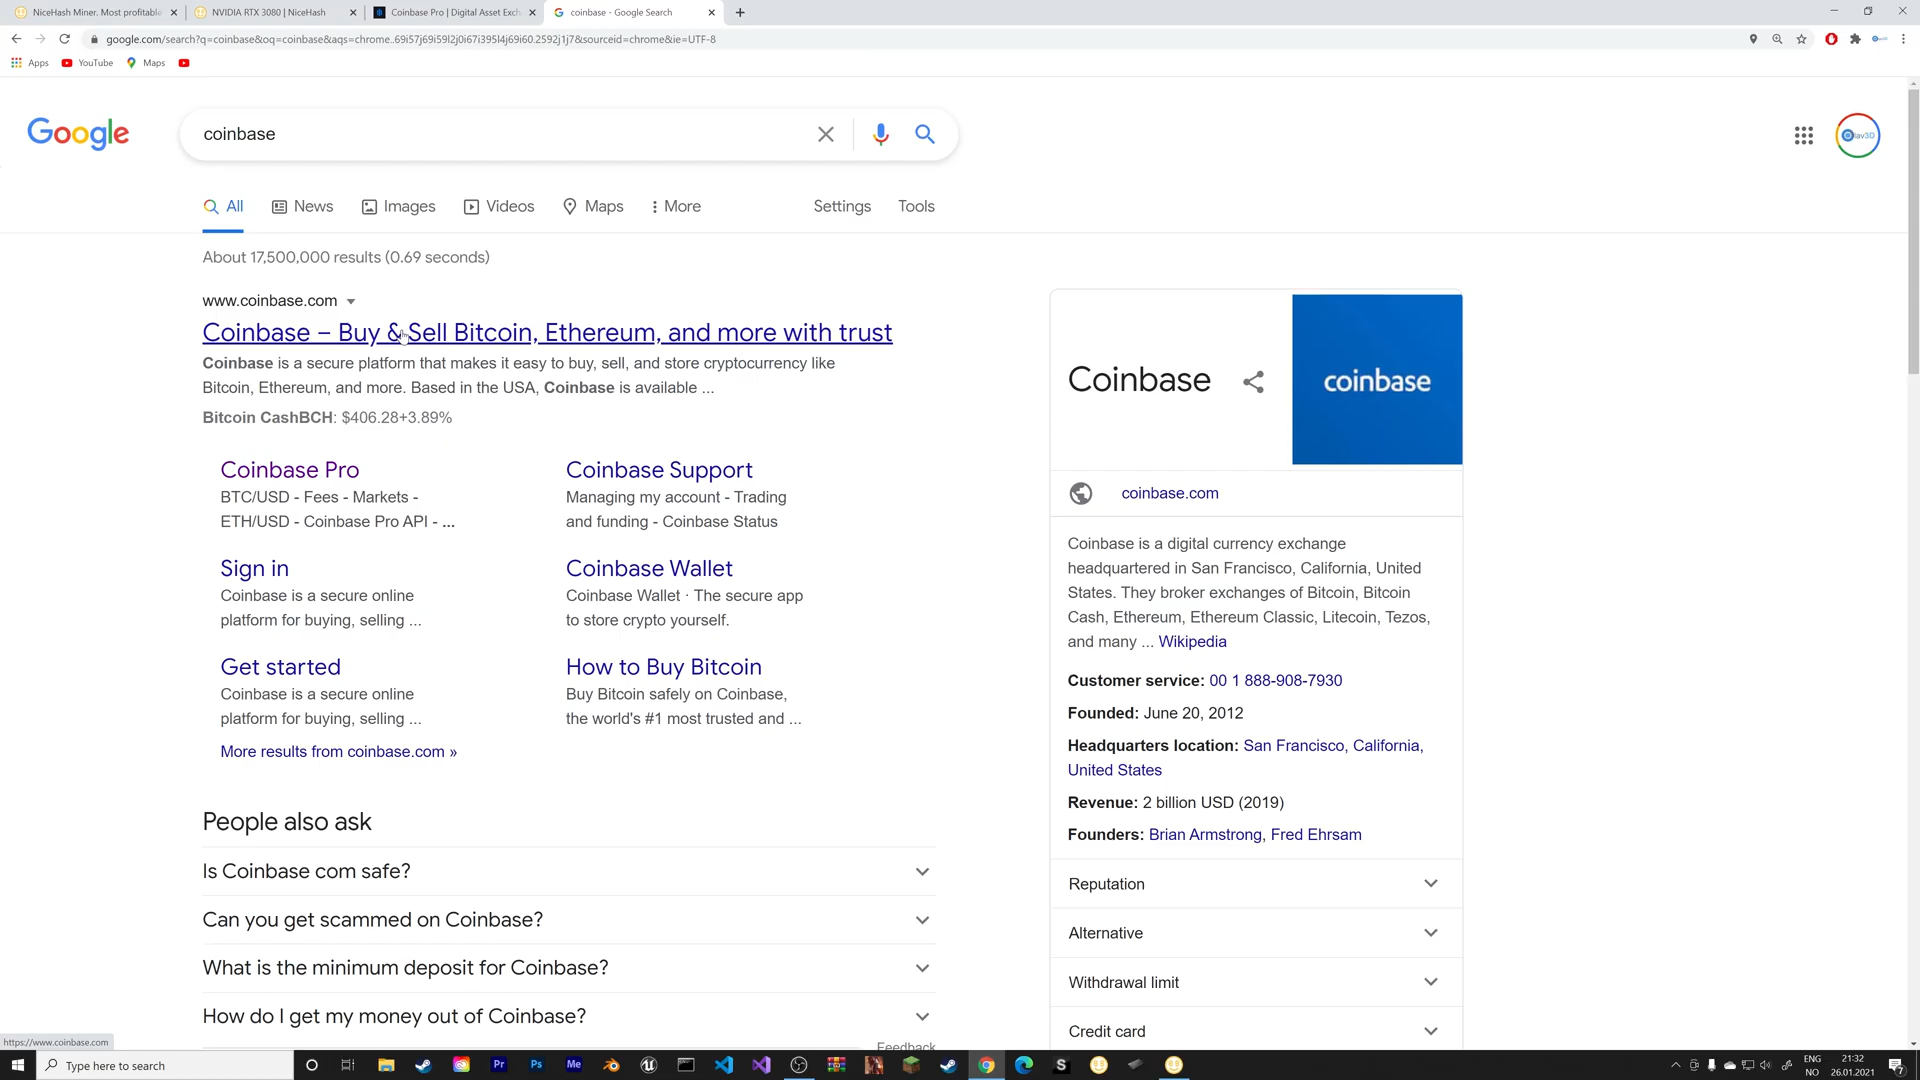 NiceHash Miner. Most profitable
NVIDIA RTX 3080 | NiceHash
Coinbase Pro | Digital Asset Exch
coinbase - Google Search
google.com/search?q=coinbase&oq=coinbase&aqs=chrome..69i57j69i59l2j0i67i395l4j69i60.2592j1j7&sourceid=chrome&ie=UTF-8
Apps YouTube Maps
Google
coinbase
All News Images Videos Maps More Settings Tools
About 17,500,000 results (0.69 seconds)
www.coinbase.com
Coinbase – Buy & Sell Bitcoin, Ethereum, and more with trust
Coinbase is a secure platform that makes it easy to buy, sell, and store cryptocurrency like
Bitcoin, Ethereum, and more. Based in the USA, Coinbase is available ...
Bitcoin CashBCH: $406.28+3.89%
Coinbase Pro
BTC/USD - Fees - Markets -
ETH/USD - Coinbase Pro API - ...
Coinbase Support
Managing my account - Trading
and funding - Coinbase Status
Sign in
Coinbase is a secure online
platform for buying, selling ...
Coinbase Wallet
Coinbase Wallet · The secure app
to store crypto yourself.
Get started
Coinbase is a secure online
platform for buying, selling ...
How to Buy Bitcoin
Buy Bitcoin safely on Coinbase,
the world's #1 most trusted and ...
More results from coinbase.com »
People also ask
Is Coinbase com safe?
Can you get scammed on Coinbase?
What is the minimum deposit for Coinbase?
How do I get my money out of Coinbase?
Feedback
Coinbase
coinbase
coinbase.com
Coinbase is a digital currency exchange
headquartered in San Francisco, California, United
States. They broker exchanges of Bitcoin, Bitcoin
Cash, Ethereum, Ethereum Classic, Litecoin, Tezos,
and many ... Wikipedia
Customer service: 00 1 888-908-7930
Founded: June 20, 2012
Headquarters location: San Francisco, California,
United States
Revenue: 2 billion USD (2019)
Founders: Brian Armstrong, Fred Ehrsam
Reputation
Alternative
Withdrawal limit
Credit card
https://www.coinbase.com
Type here to search
Pr Ps Me S
ENG
NO
21:32
26.01.2021
7